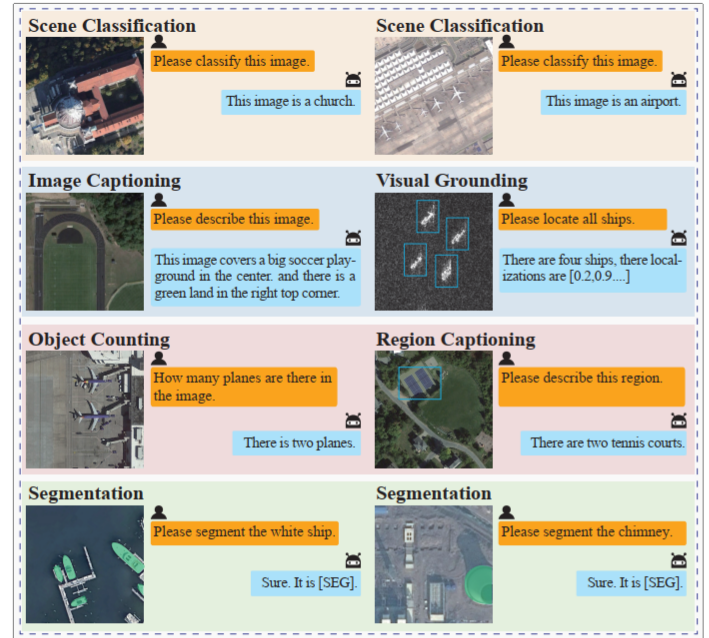 Scene Classification
Please classify this image.
This image is a church.
Scene Classification
Please classify this image.
This image is an airport.
Image Captioning
Please describe this image.
This image covers a big soccer play-
ground in the center. and there is a
green land in the right top corner.
Visual Grounding
Please locate all ships.
There are four ships, there local-
izations are [0.2,0.9....]
Object Counting
How many planes are there in
the image.
There is two planes.
Region Captioning
Please describe this region.
There are two tennis courts.
Segmentation
Please segment the white ship.
Sure. It is [SEG].
Segmentation
Please segment the chimney.
Sure. It is [SEG].